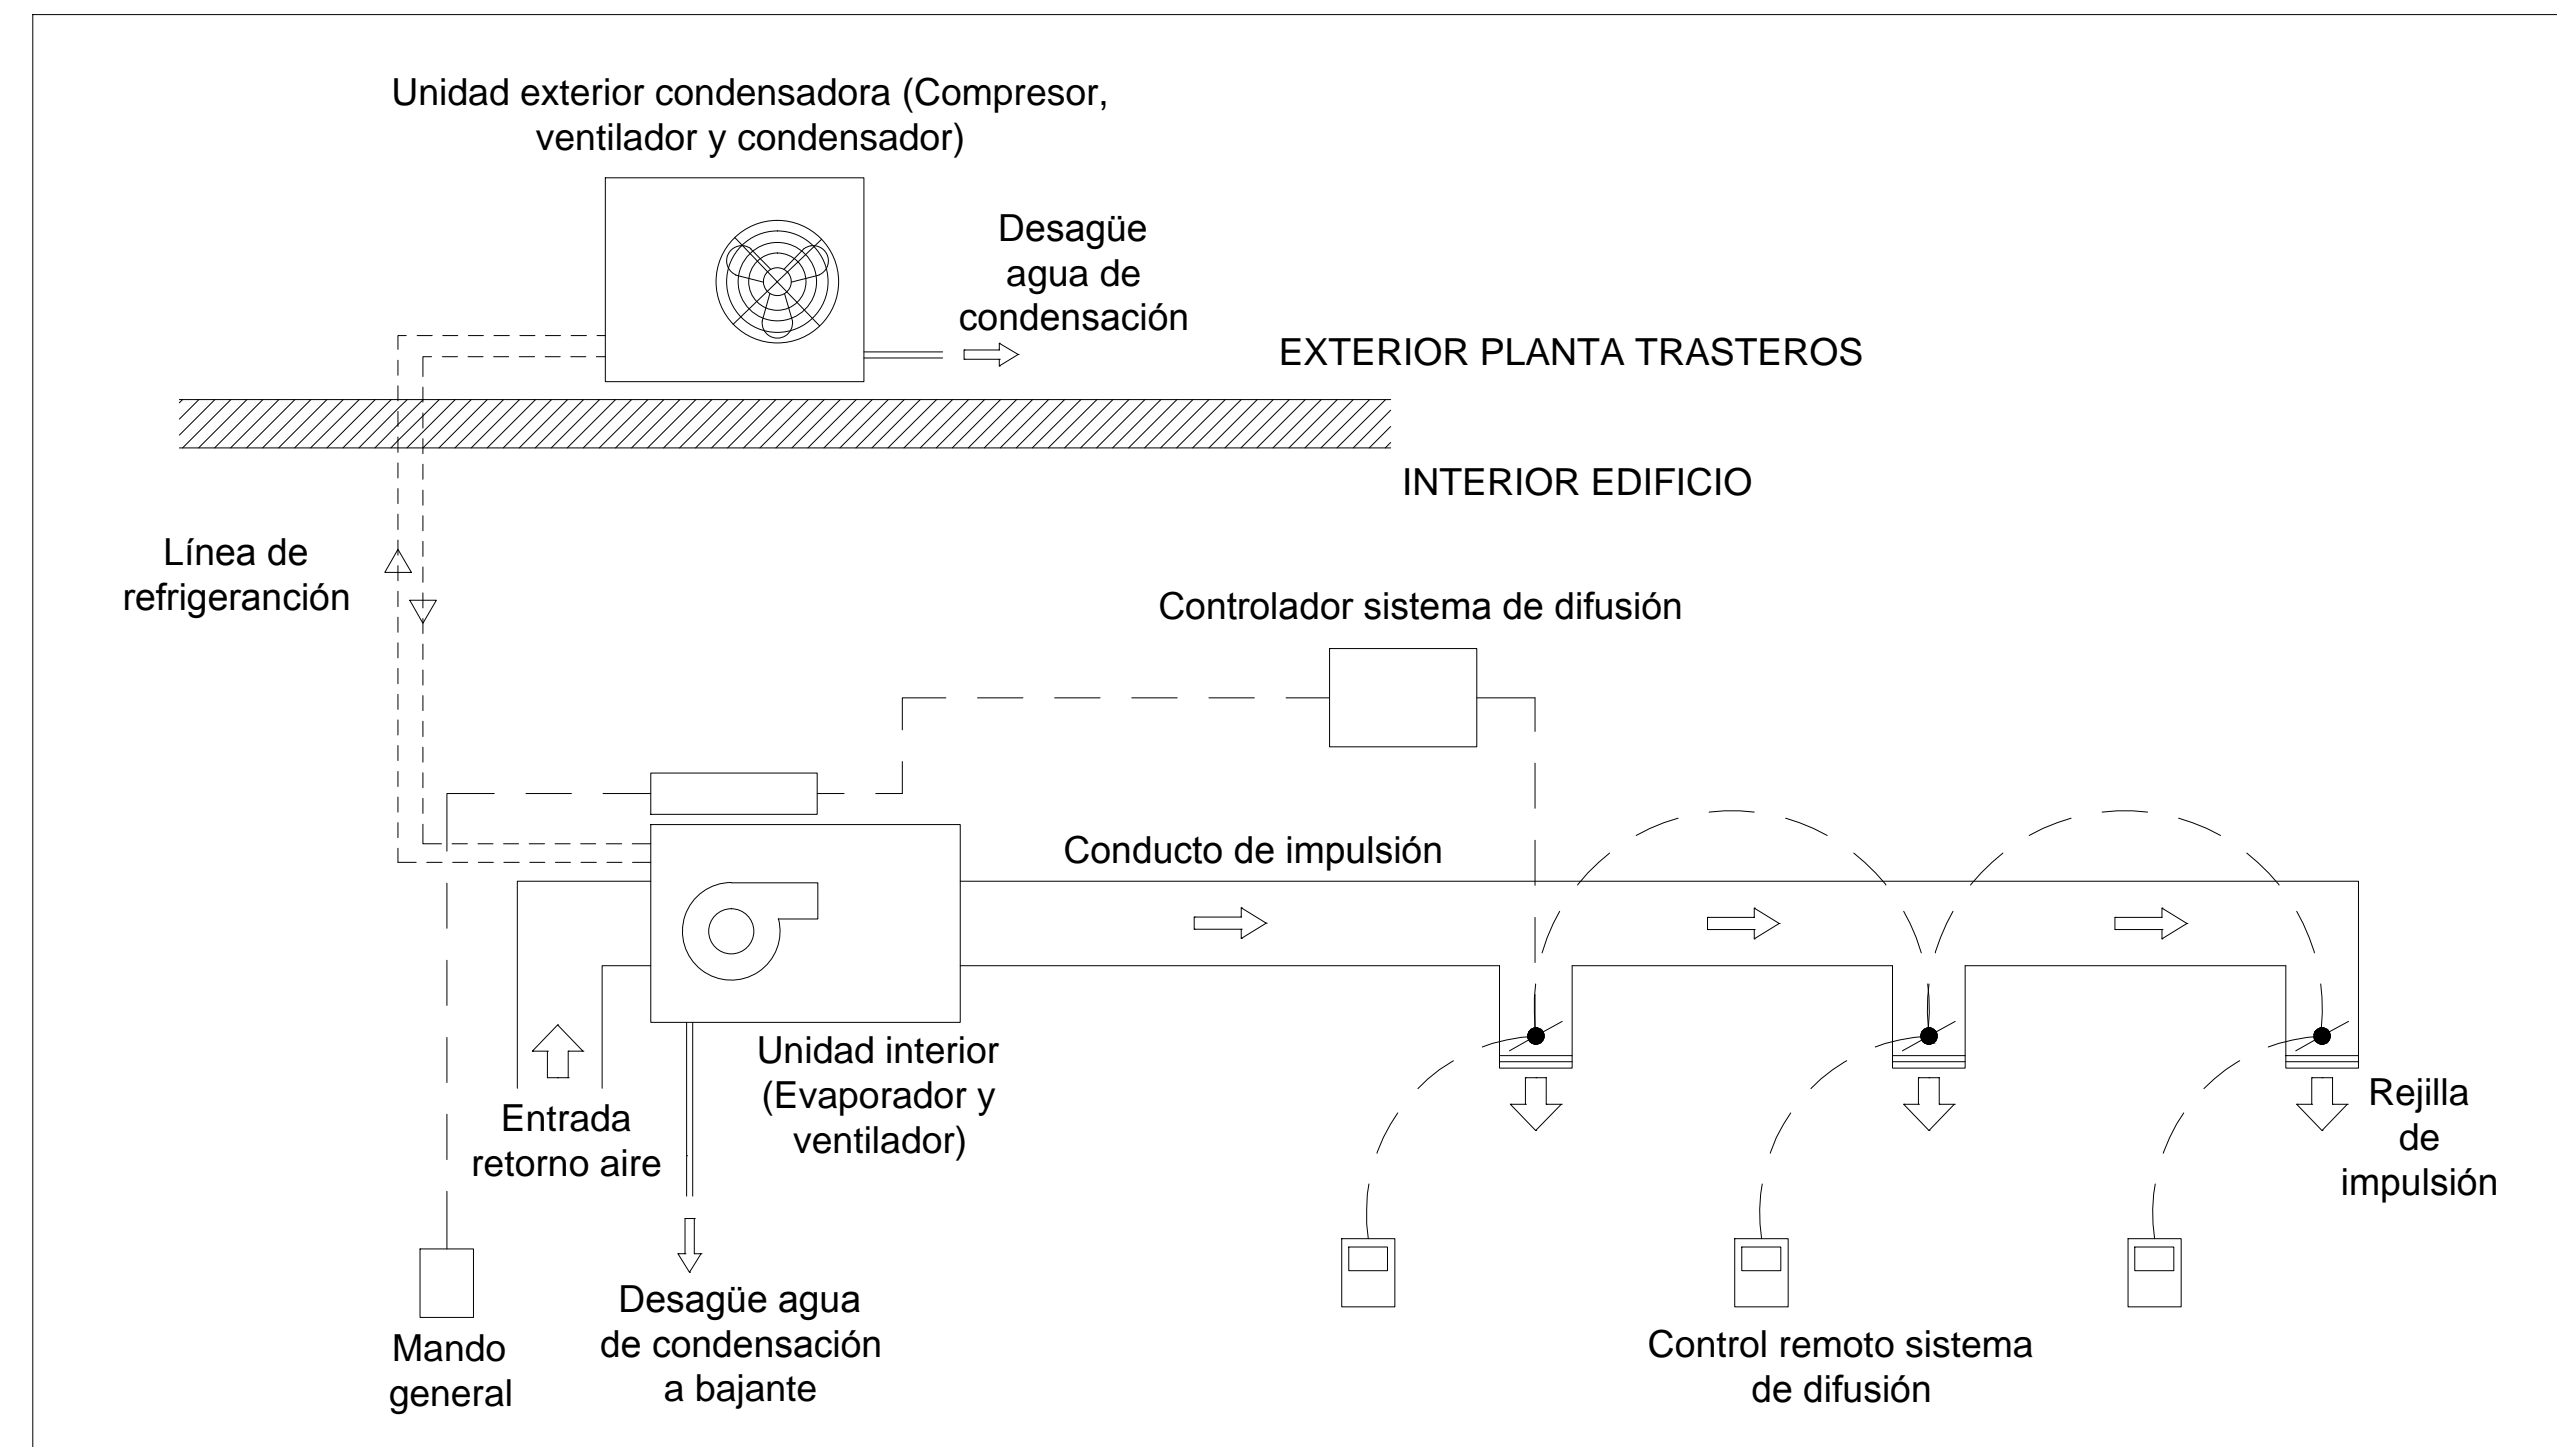 Unidad exterior condensadora (Compresor,
ventilador y condensador)
Desagüe
agua de
condensación
EXTERIOR PLANTA TRASTEROS
INTERIOR EDIFICIO
Línea de
refrigeranción
Controlador sistema de difusión
Conducto de impulsión
Unidad interior
(Evaporador y
ventilador)
Entrada
retorno aire
Rejilla
de
impulsión
Mando
general
Desagüe agua
de condensación
a bajante
Control remoto sistema
de difusión